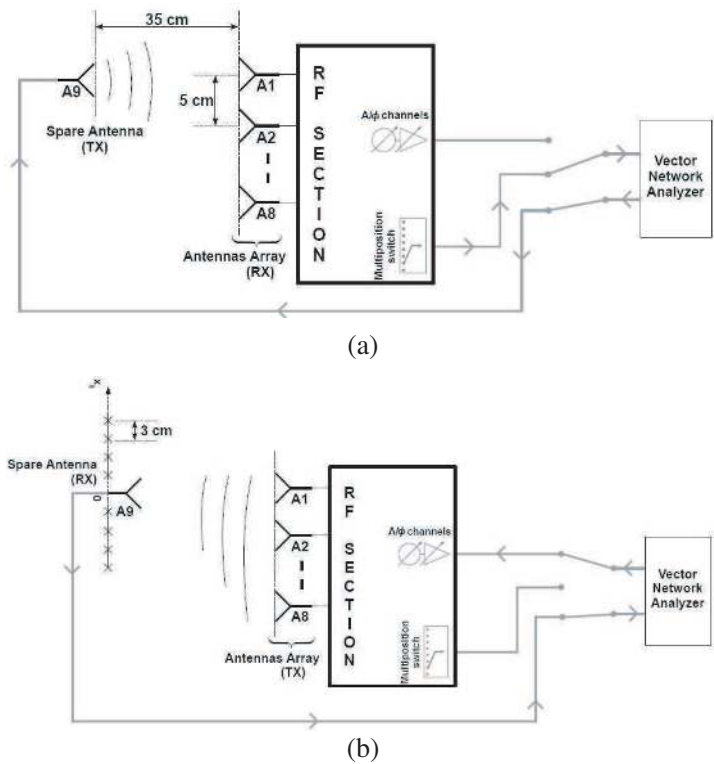 35 cm
A9
Spare Antenna
(TX)
5 cm
A1
A2
A8
Antennas Array
(RX)
RF SECTION
A/ϕ channels
Multiposition
switch
Vector
Network
Analyzer
(a)
x
3 cm
Spare Antenna
(RX)
0
A9
A1
A2
A8
Antennas Array
(TX)
RF SECTION
A/ϕ channels
Multiposition
switch
Vector
Network
Analyzer
(b)